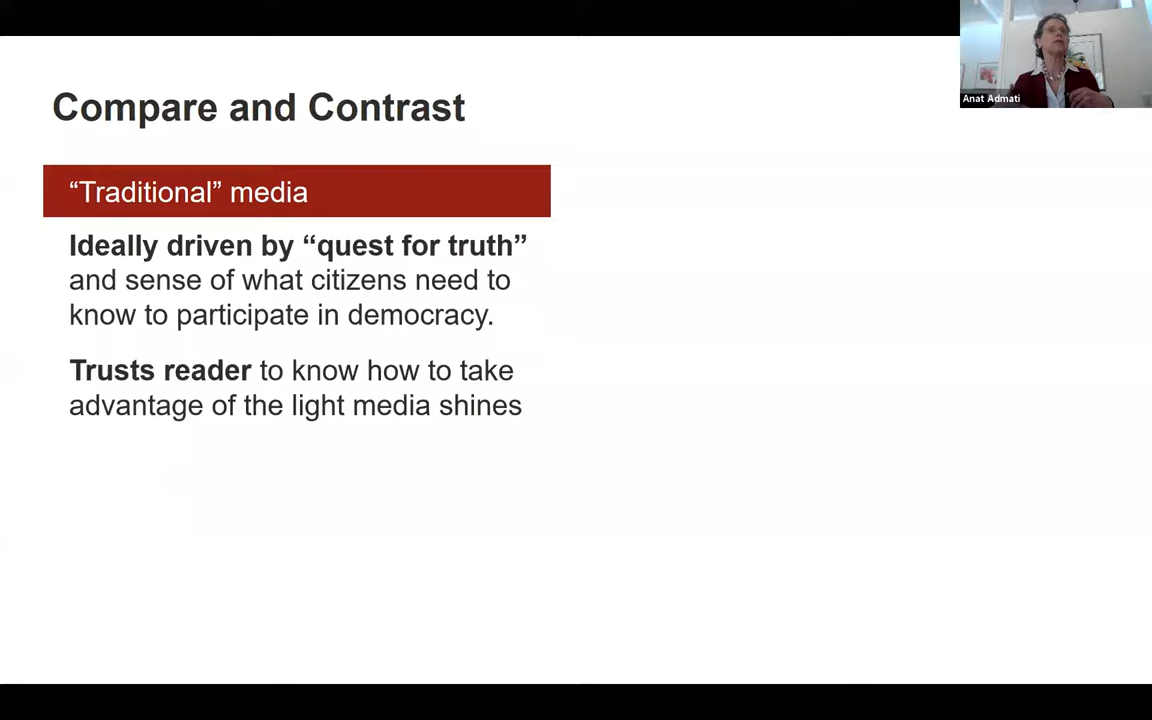 Compare and Contrast
Anat Admati
“Traditional” media
Ideally driven by “quest for truth”
and sense of what citizens need to
know to participate in democracy.
Trusts reader to know how to take
advantage of the light media shines